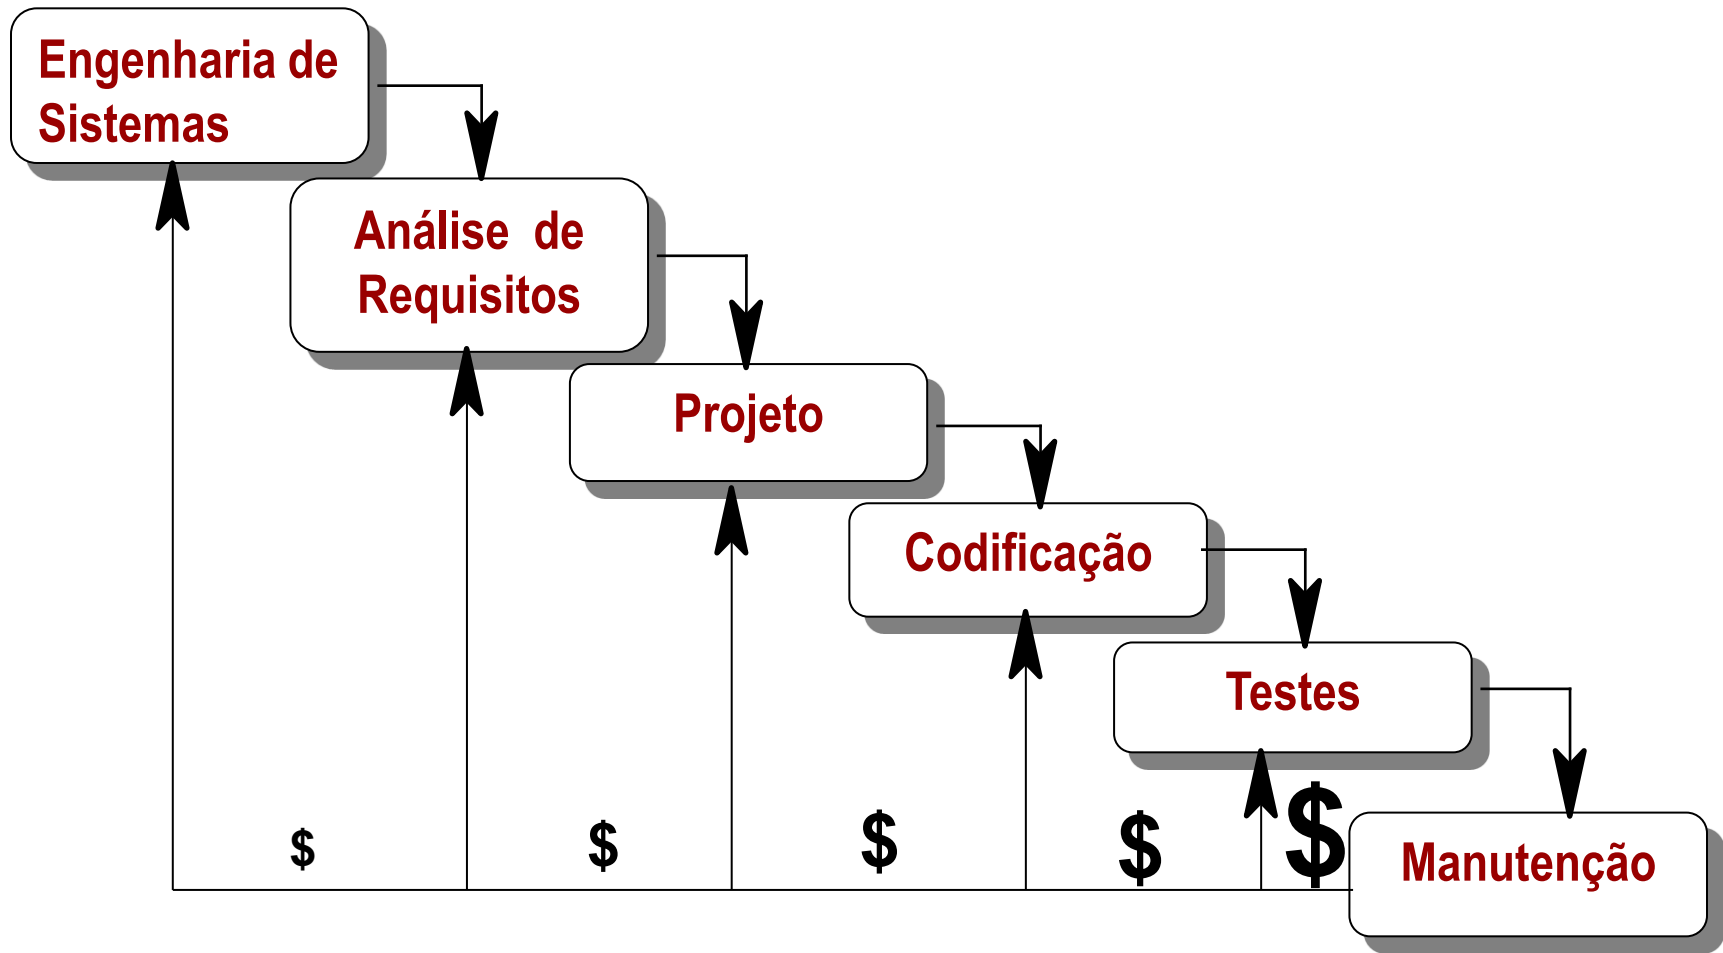 Engenharia de
Sistemas
Análise de
Requisitos
Projeto
Codificação
Testes
$ $ $ $ $
Manutenção